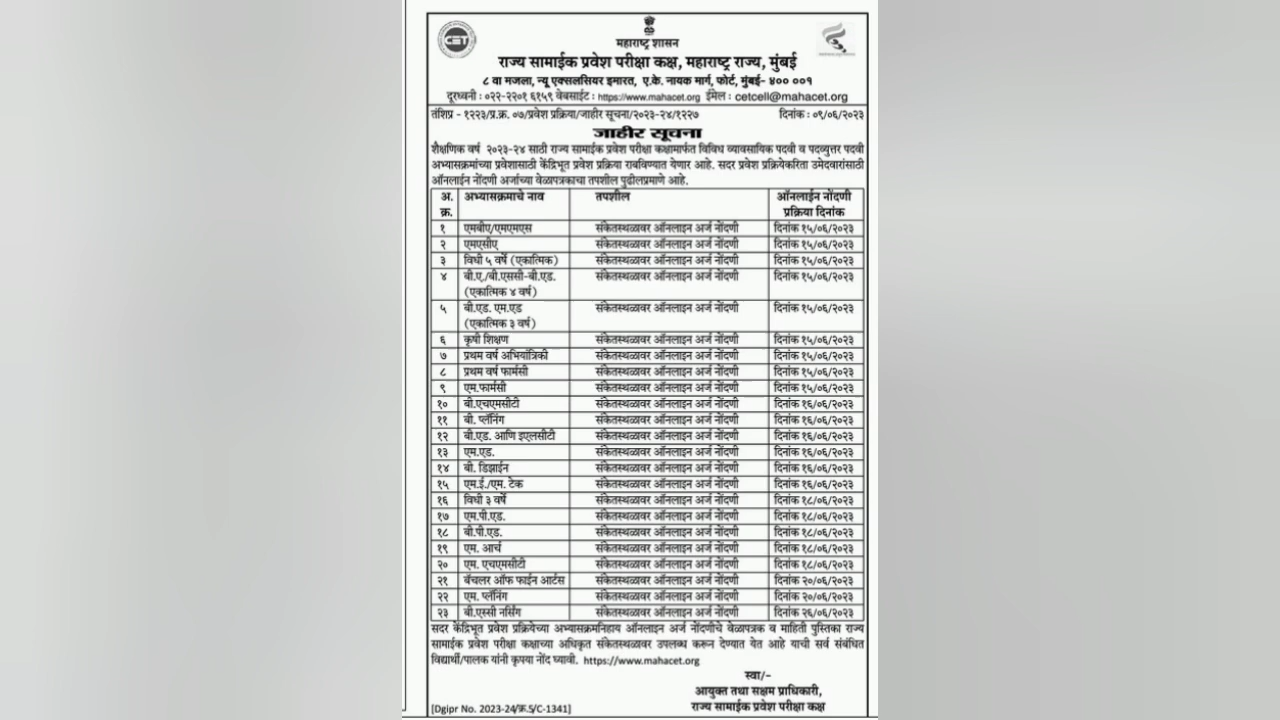 CET
महाराष्ट्र शासन
राज्य सामाईक प्रवेश परीक्षा कक्ष, महाराष्ट्र राज्य, मुंबई
८ वा मजला, न्यू एक्सलसियर इमारत, ए.के. नायक मार्ग, फोर्ट, मुंबई- ४०० ००१
दूरध्वनी : ०२२-२२०१ ६१५९ वेबसाईट : https://www.mahacet.org ईमेल : cetcell@mahacet.org
तंशिप्र - १२२३/प्र.क्र. ०७/प्रवेश प्रक्रिया/जाहीर सूचना/२०२३-२४/१२२७ दिनांक : ०९/०६/२०२३
जाहीर सूचना
शैक्षणिक वर्ष २०२३-२४ साठी राज्य सामाईक प्रवेश परीक्षा कक्षामार्फत विविध व्यावसायिक पदवी व पदव्युत्तर पदवी
अभ्यासक्रमांच्या प्रवेशासाठी केंद्रिभूत प्रवेश प्रक्रिया राबविण्यात येणार आहे. सदर प्रवेश प्रक्रियेकरिता उमेदवारांसाठी
ऑनलाईन नोंदणी अर्जाच्या वेळापत्रकाचा तपशील पुढीलप्रमाणे आहे.
अ. क्र. अभ्यासक्रमाचे नाव तपशील ऑनलाईन नोंदणी प्रक्रिया दिनांक
१ एमबीए/एमएमएस संकेतस्थळावर ऑनलाइन अर्ज नोंदणी दिनांक १५/०६/२०२३
२ एमएसीए संकेतस्थळावर ऑनलाइन अर्ज नोंदणी दिनांक १५/०६/२०२३
३ विधी ५ वर्षे (एकात्मिक) संकेतस्थळावर ऑनलाइन अर्ज नोंदणी दिनांक १५/०६/२०२३
४ बी.ए./बी.एससी-बी.एड. संकेतस्थळावर ऑनलाइन अर्ज नोंदणी दिनांक १५/०६/२०२३
(एकात्मिक ४ वर्ष)
५ बी.एड. एम.एड संकेतस्थळावर ऑनलाइन अर्ज नोंदणी दिनांक १५/०६/२०२३
(एकात्मिक ३ वर्ष)
६ कृषी शिक्षण संकेतस्थळावर ऑनलाइन अर्ज नोंदणी दिनांक १५/०६/२०२३
७ प्रथम वर्ष अभियांत्रिकी संकेतस्थळावर ऑनलाइन अर्ज नोंदणी दिनांक १५/०६/२०२३
८ प्रथम वर्ष फार्मसी संकेतस्थळावर ऑनलाइन अर्ज नोंदणी दिनांक १५/०६/२०२३
९ एम.फार्मसी संकेतस्थळावर ऑनलाइन अर्ज नोंदणी दिनांक १५/०६/२०२३
१० बी.एचएमसीटी संकेतस्थळावर ऑनलाइन अर्ज नोंदणी दिनांक १६/०६/२०२३
११ बी. प्लॅनिंग संकेतस्थळावर ऑनलाइन अर्ज नोंदणी दिनांक १६/०६/२०२३
१२ बी.एड. आणि इएलसीटी संकेतस्थळावर ऑनलाइन अर्ज नोंदणी दिनांक १६/०६/२०२३
१३ एम.एड. संकेतस्थळावर ऑनलाइन अर्ज नोंदणी दिनांक १६/०६/२०२३
१४ बी. डिझाईन संकेतस्थळावर ऑनलाइन अर्ज नोंदणी दिनांक १६/०६/२०२३
१५ एम.ई./एम. टेक संकेतस्थळावर ऑनलाइन अर्ज नोंदणी दिनांक १६/०६/२०२३
१६ विधी ३ वर्षे संकेतस्थळावर ऑनलाइन अर्ज नोंदणी दिनांक १८/०६/२०२३
१७ एम.पी.एड. संकेतस्थळावर ऑनलाइन अर्ज नोंदणी दिनांक १८/०६/२०२३
१८ बी.पी.एड. संकेतस्थळावर ऑनलाइन अर्ज नोंदणी दिनांक १८/०६/२०२३
१९ एम. आर्च संकेतस्थळावर ऑनलाइन अर्ज नोंदणी दिनांक १८/०६/२०२३
२० एम. एचएमसीटी संकेतस्थळावर ऑनलाइन अर्ज नोंदणी दिनांक १८/०६/२०२३
२१ बॅचलर ऑफ फाईन आर्टस संकेतस्थळावर ऑनलाइन अर्ज नोंदणी दिनांक २०/०६/२०२३
२२ एम. प्लॅनिंग संकेतस्थळावर ऑनलाइन अर्ज नोंदणी दिनांक २०/०६/२०२३
२३ बी.एस्सी नर्सिंग संकेतस्थळावर ऑनलाइन अर्ज नोंदणी दिनांक २६/०६/२०२३
सदर केंद्रिभूत प्रवेश प्रक्रियेच्या अभ्यासक्रमनिहाय ऑनलाइन अर्ज नोंदणीचे वेळापत्रक व माहिती पुस्तिका राज्य
सामाईक प्रवेश परीक्षा कक्षाच्या अधिकृत संकेतस्थळावर उपलब्ध करून देण्यात येत आहे याची सर्व संबंधित
विद्यार्थी/पालक यांनी कृपया नोंद घ्यावी. https://www.mahacet.org
स्वा/-
आयुक्त तथा सक्षम प्राधिकारी,
[Dgipr No. 2023-24/क्र.5/C-1341] राज्य सामाईक प्रवेश परीक्षा कक्ष